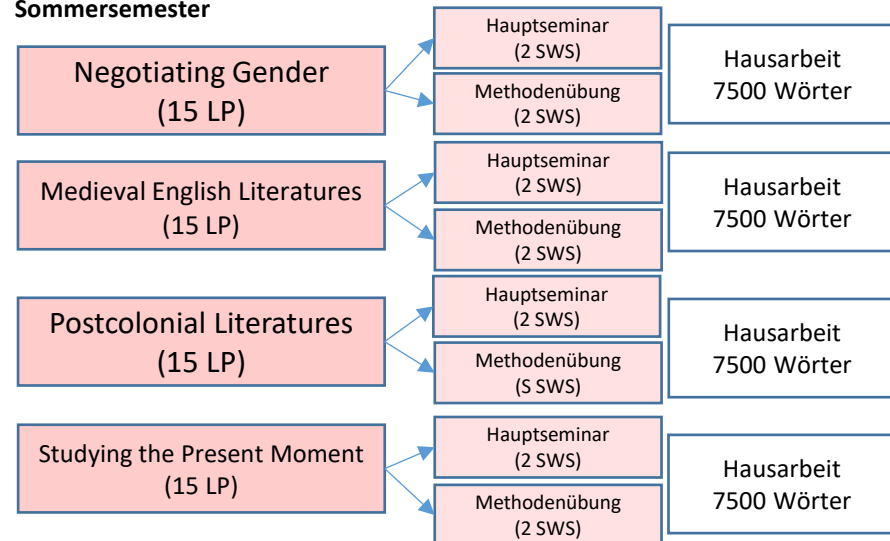 Sommersemester
Negotiating Gender
(15 LP)
Hauptseminar
(2 SWS)
Methodenübung
(2 SWS)
Hausarbeit
7500 Wörter
Medieval English Literatures
(15 LP)
Hauptseminar
(2 SWS)
Methodenübung
(2 SWS)
Hausarbeit
7500 Wörter
Postcolonial Literatures
(15 LP)
Hauptseminar
(2 SWS)
Methodenübung
(S SWS)
Hausarbeit
7500 Wörter
Studying the Present Moment
(15 LP)
Hauptseminar
(2 SWS)
Methodenübung
(2 SWS)
Hausarbeit
7500 Wörter